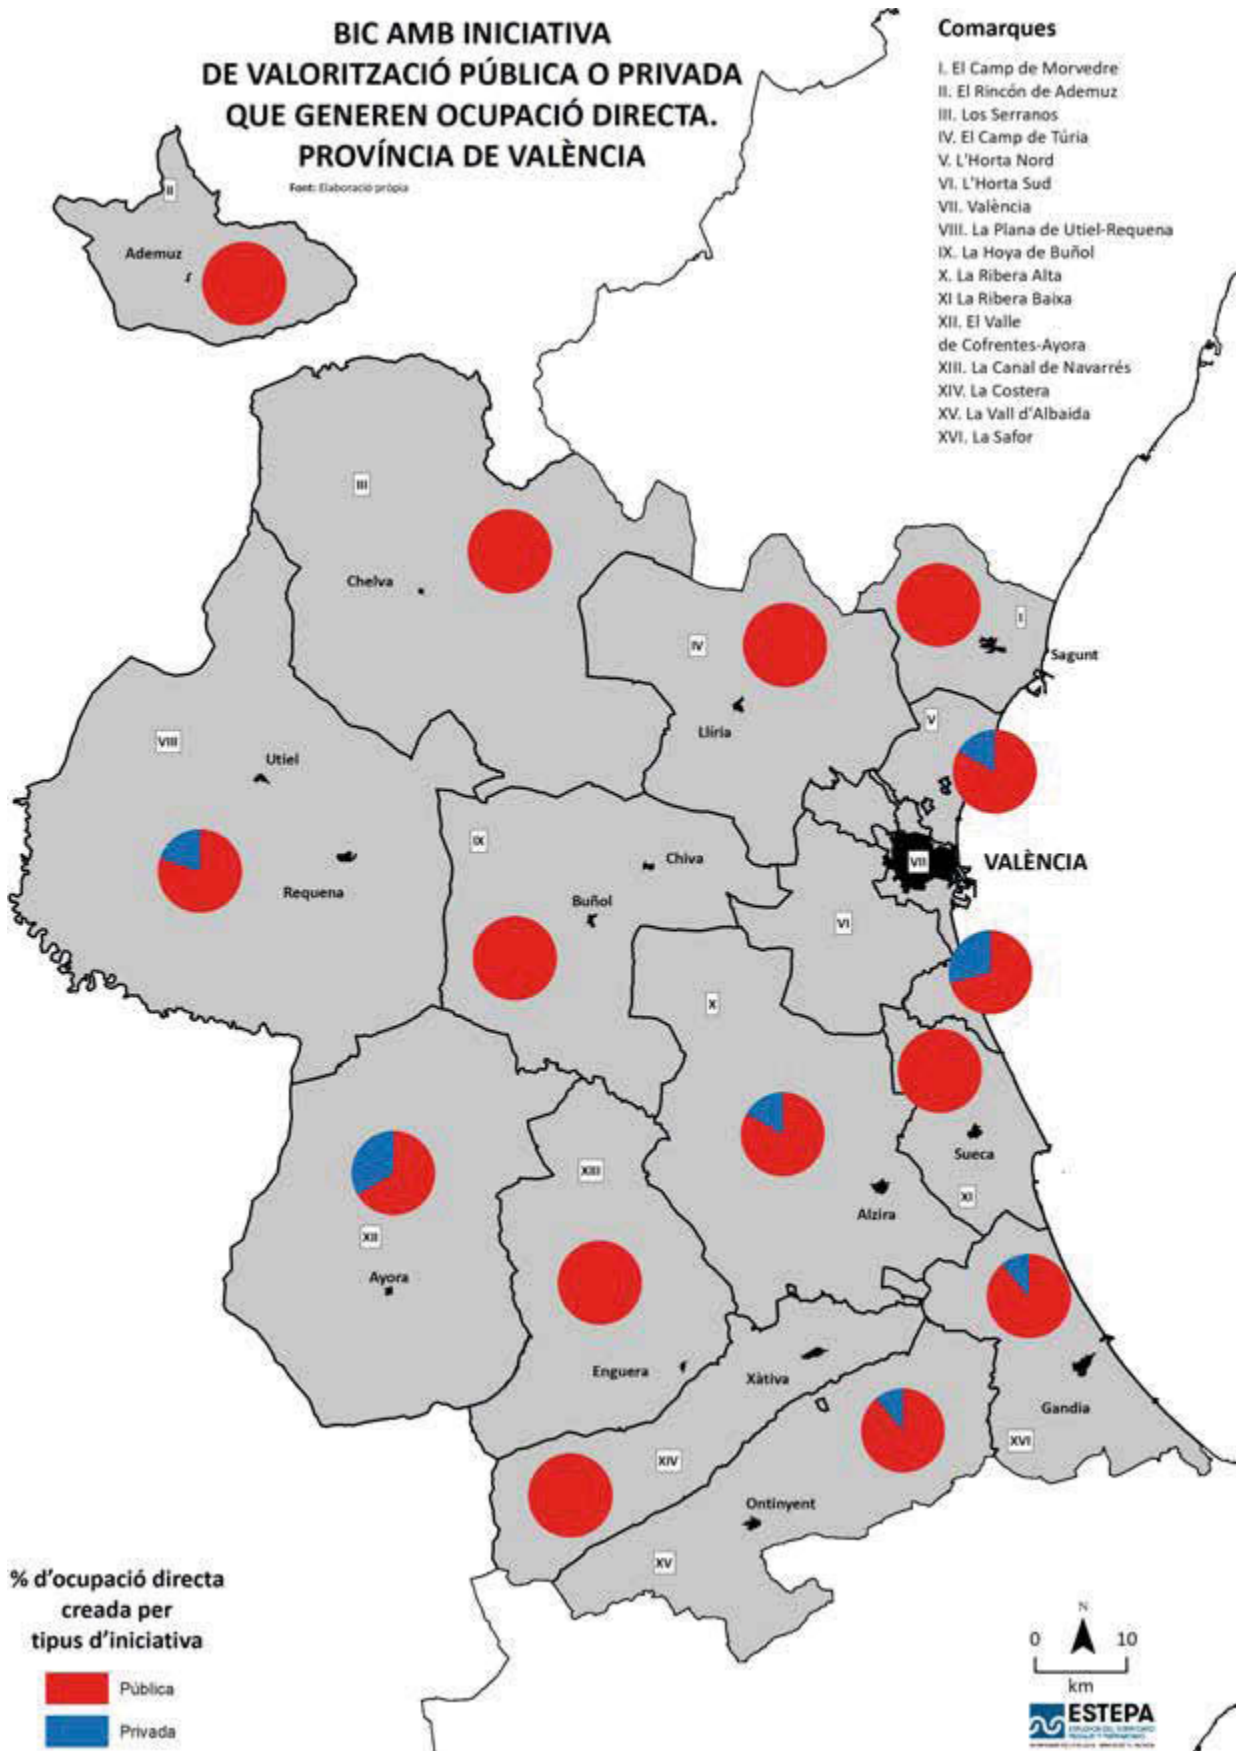 BIC AMB INICIATIVA
DE VALORITZACIÓ PÚBLICA O PRIVADA
QUE GENEREN OCUPACIÓ DIRECTA.
PROVÍNCIA DE VALÈNCIA
Font: Elaboració pròpia
Comarques
I. El Camp de Morvedre
II. El Rincón de Ademuz
III. Los Serranos
IV. El Camp de Túria
V. L'Horta Nord
VI. L'Horta Sud
VII. València
VIII. La Plana de Utiel-Requena
IX. La Hoya de Buñol
X. La Ribera Alta
XI La Ribera Baixa
XII. El Valle
de Cofrentes-Ayora
XIII. La Canal de Navarrés
XIV. La Costera
XV. La Vall d'Albaida
XVI. La Safor
II
Ademuz
III
Chelva
I
IV
Sagunt
Llíria
V
VIII
Utiel
IX
Chiva
VII
VALÈNCIA
Requena
Buñol
VI
X
Sueca
XIII
XI
Alzira
XII
Ayora
Enguera
Xàtiva
Gandia
XVI
XIV
Ontinyent
XV
% d'ocupació directa
creada per
tipus d'iniciativa
Pública
Privada
N
0 10
km
ESTEPA